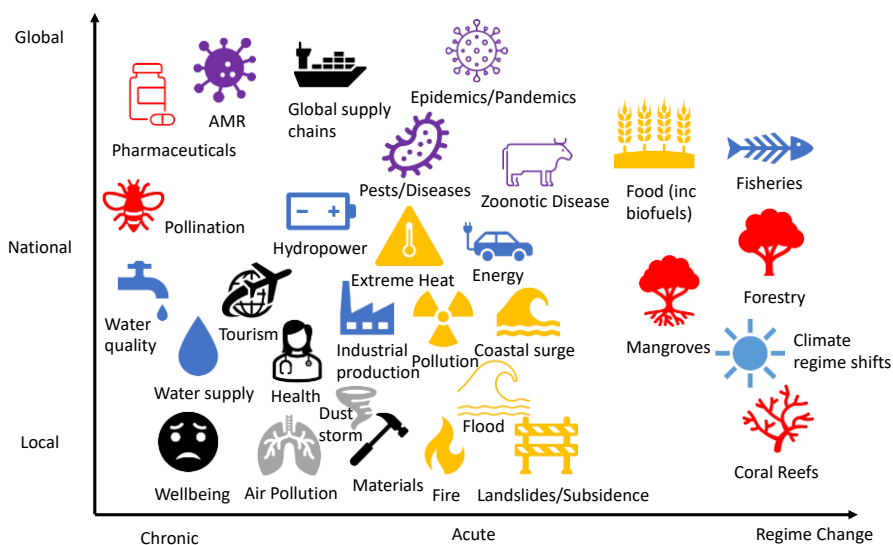 Global
Epidemics/Pandemics
Global supply
chains
AMR
Pharmaceuticals
Pests/Diseases
Zoonotic Disease
Food (inc
biofuels)
Fisheries
Pollination
National
Hydropower
Extreme Heat
Energy
Forestry
Water
quality
Tourism
Industrial
production
Pollution
Coastal surge
Mangroves
Climate
regime shifts
Water supply
Health
Dust
storm
Flood
Local
Wellbeing
Air Pollution
Materials
Fire
Landslides/Subsidence
Coral Reefs
Chronic
Acute
Regime Change